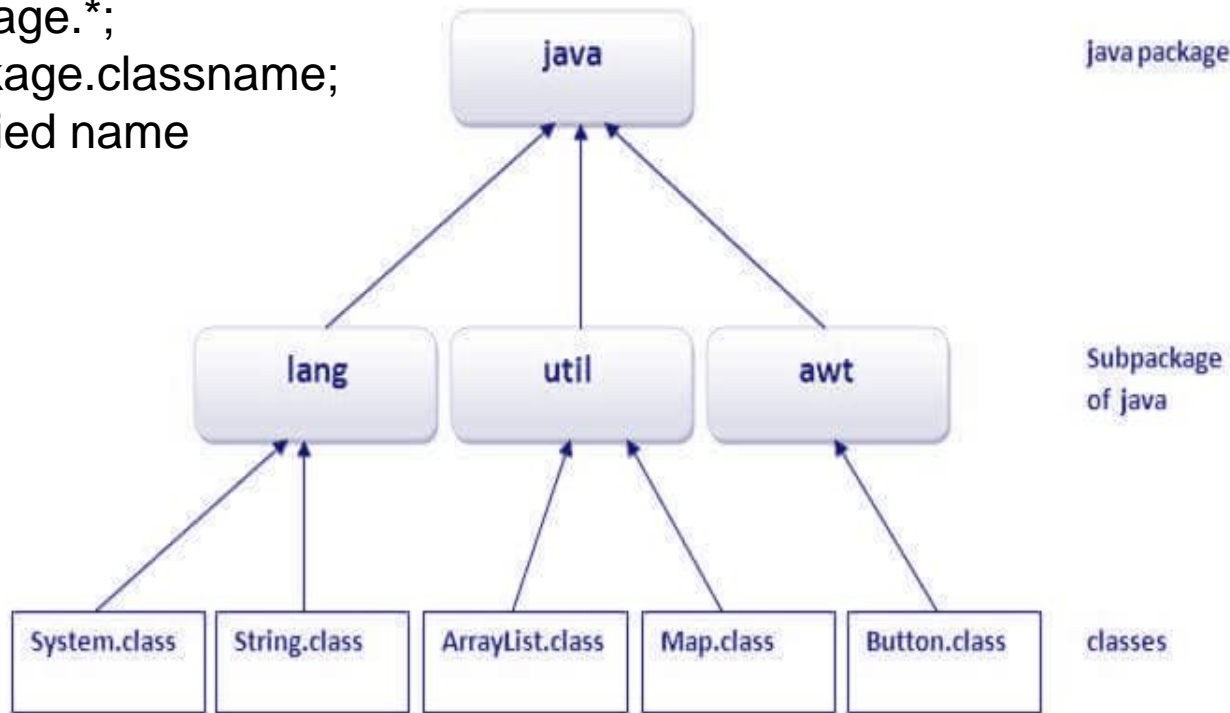 age.*;
kage.classname;
ied name
java
java package
lang
util
awt
Subpackage
of java
System.class
String.class
ArrayList.class
Map.class
Button.class
classes